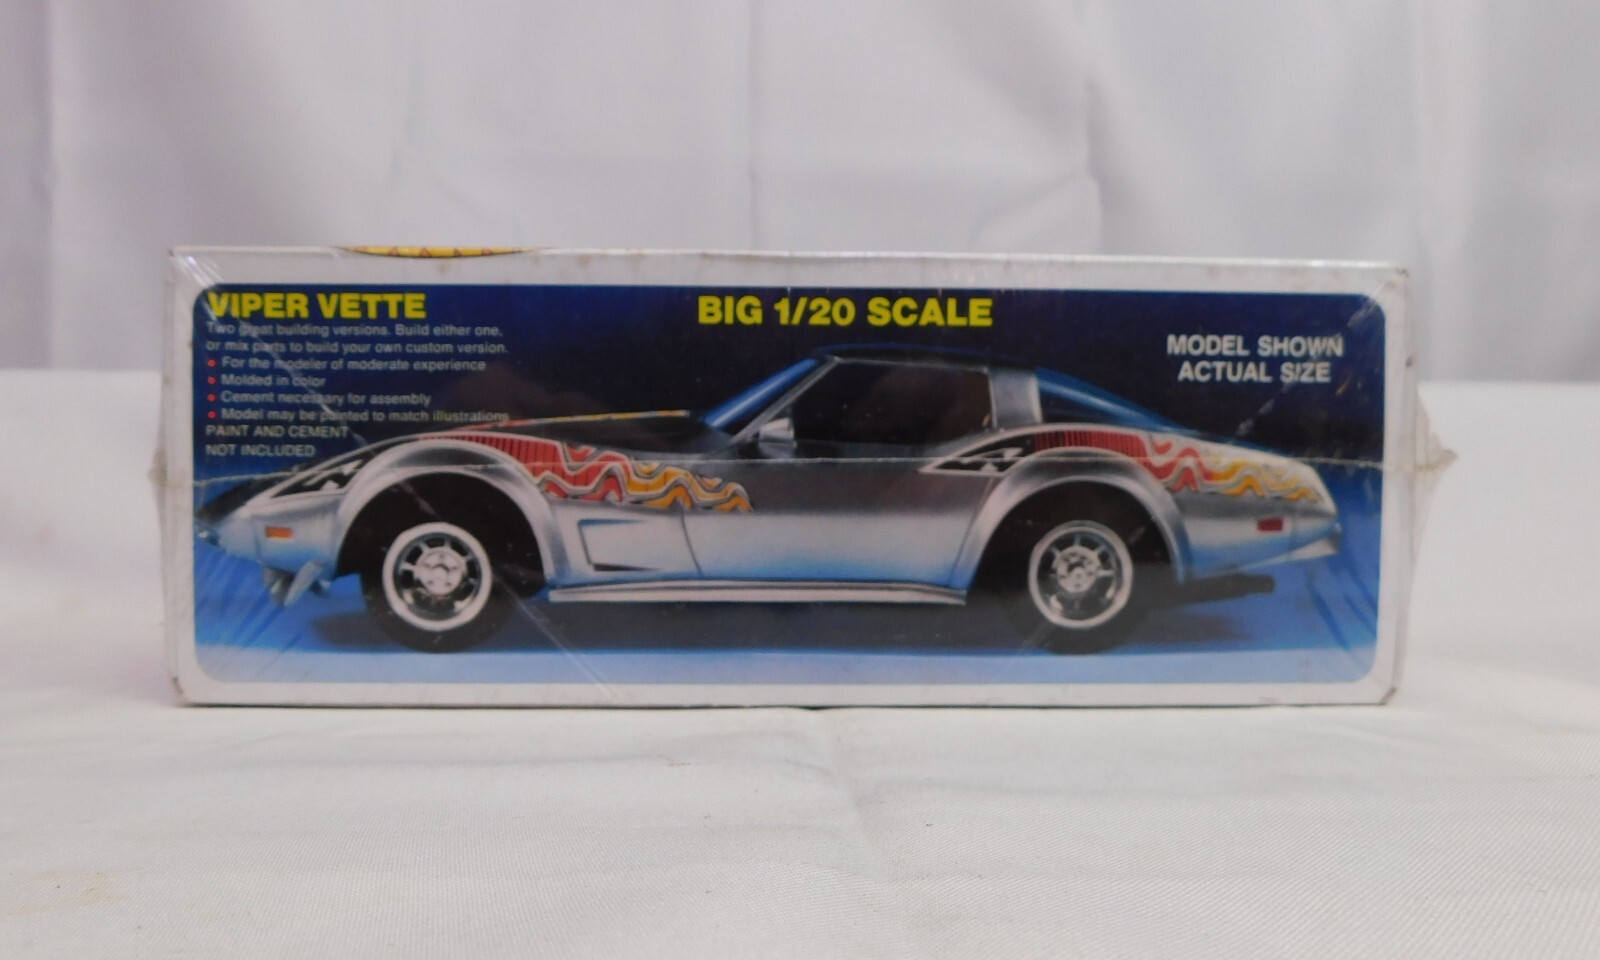 VIPER VETTE
Two great building versions. Build either one,
or mix parts to build your own custom version.
• For the modeler of moderate experience
• Molded in color
• Cement necessary for assembly
• Model may be painted to match illustrations
PAINT AND CEMENT
NOT INCLUDED
BIG 1/20 SCALE
MODEL SHOWN
ACTUAL SIZE